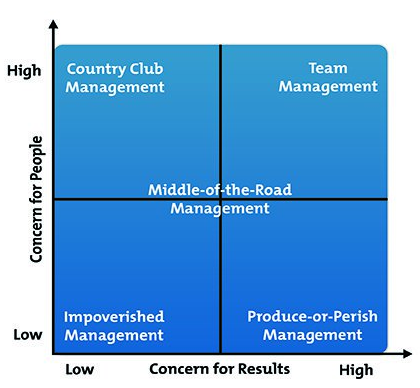 High
Country Club
Management
Team
Management
Concern for People
Middle-of-the-Road
Management
Impoverished
Management
Produce-or-Perish
Management
Low
Low
Concern for Results
High